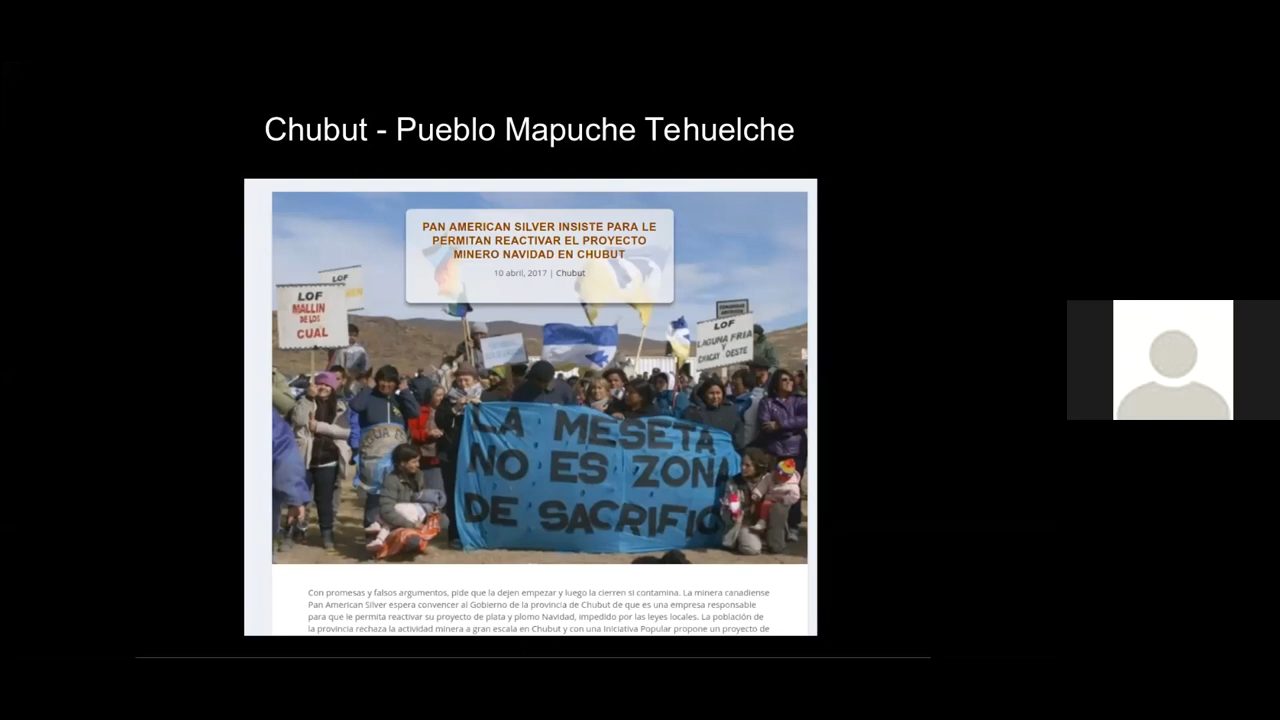 Chubut - Pueblo Mapuche Tehuelche
PAN AMERICAN SILVER INSISTE PARA LE
PERMITAN REACTIVAR EL PROYECTO
MINERO NAVIDAD EN CHUBUT
10 abril, 2017 | Chubut
LOF
LOF
MALLIN
DE LOS
CUAL
LOF
LAGUNA FRIA
Y
CHACAY OESTE
LA MESETA
NO ES ZONA
DE SACRIFIC
Con promesas y falsos argumentos, pide que la dejen empezar y luego la cierren si contamina. La minera canadiense
Pan American Silver espera convencer al Gobierno de la provincia de Chubut de que es una empresa responsable
para que le permita reactivar su proyecto de plata y plomo Navidad, impedido por las leyes locales. La población de
la provincia rechaza la actividad minera a gran escala en Chubut y con una Iniciativa Popular propone un proyecto de